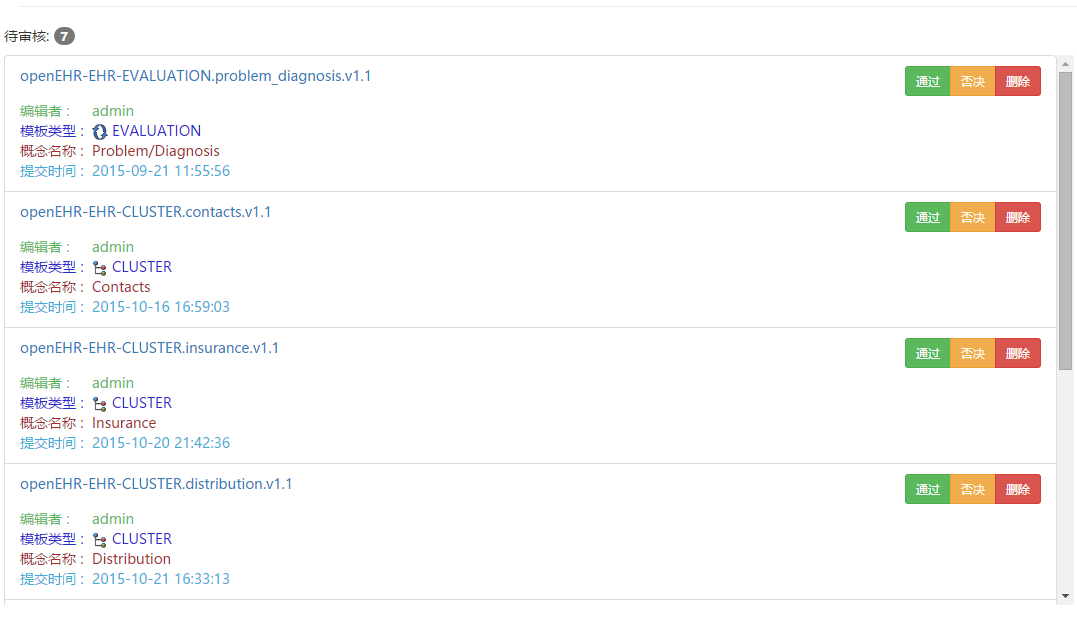 待审核: 7
openEHR-EHR-EVALUATION.problem_diagnosis.v1.1
通过 否决 删除
编辑者： admin
模板类型： EVALUATION
概念名称： Problem/Diagnosis
提交时间： 2015-09-21 11:55:56
openEHR-EHR-CLUSTER.contacts.v1.1
通过 否决 删除
编辑者： admin
模板类型： CLUSTER
概念名称： Contacts
提交时间： 2015-10-16 16:59:03
openEHR-EHR-CLUSTER.insurance.v1.1
通过 否决 删除
编辑者： admin
模板类型： CLUSTER
概念名称： Insurance
提交时间： 2015-10-20 21:42:36
openEHR-EHR-CLUSTER.distribution.v1.1
通过 否决 删除
编辑者： admin
模板类型： CLUSTER
概念名称： Distribution
提交时间： 2015-10-21 16:33:13